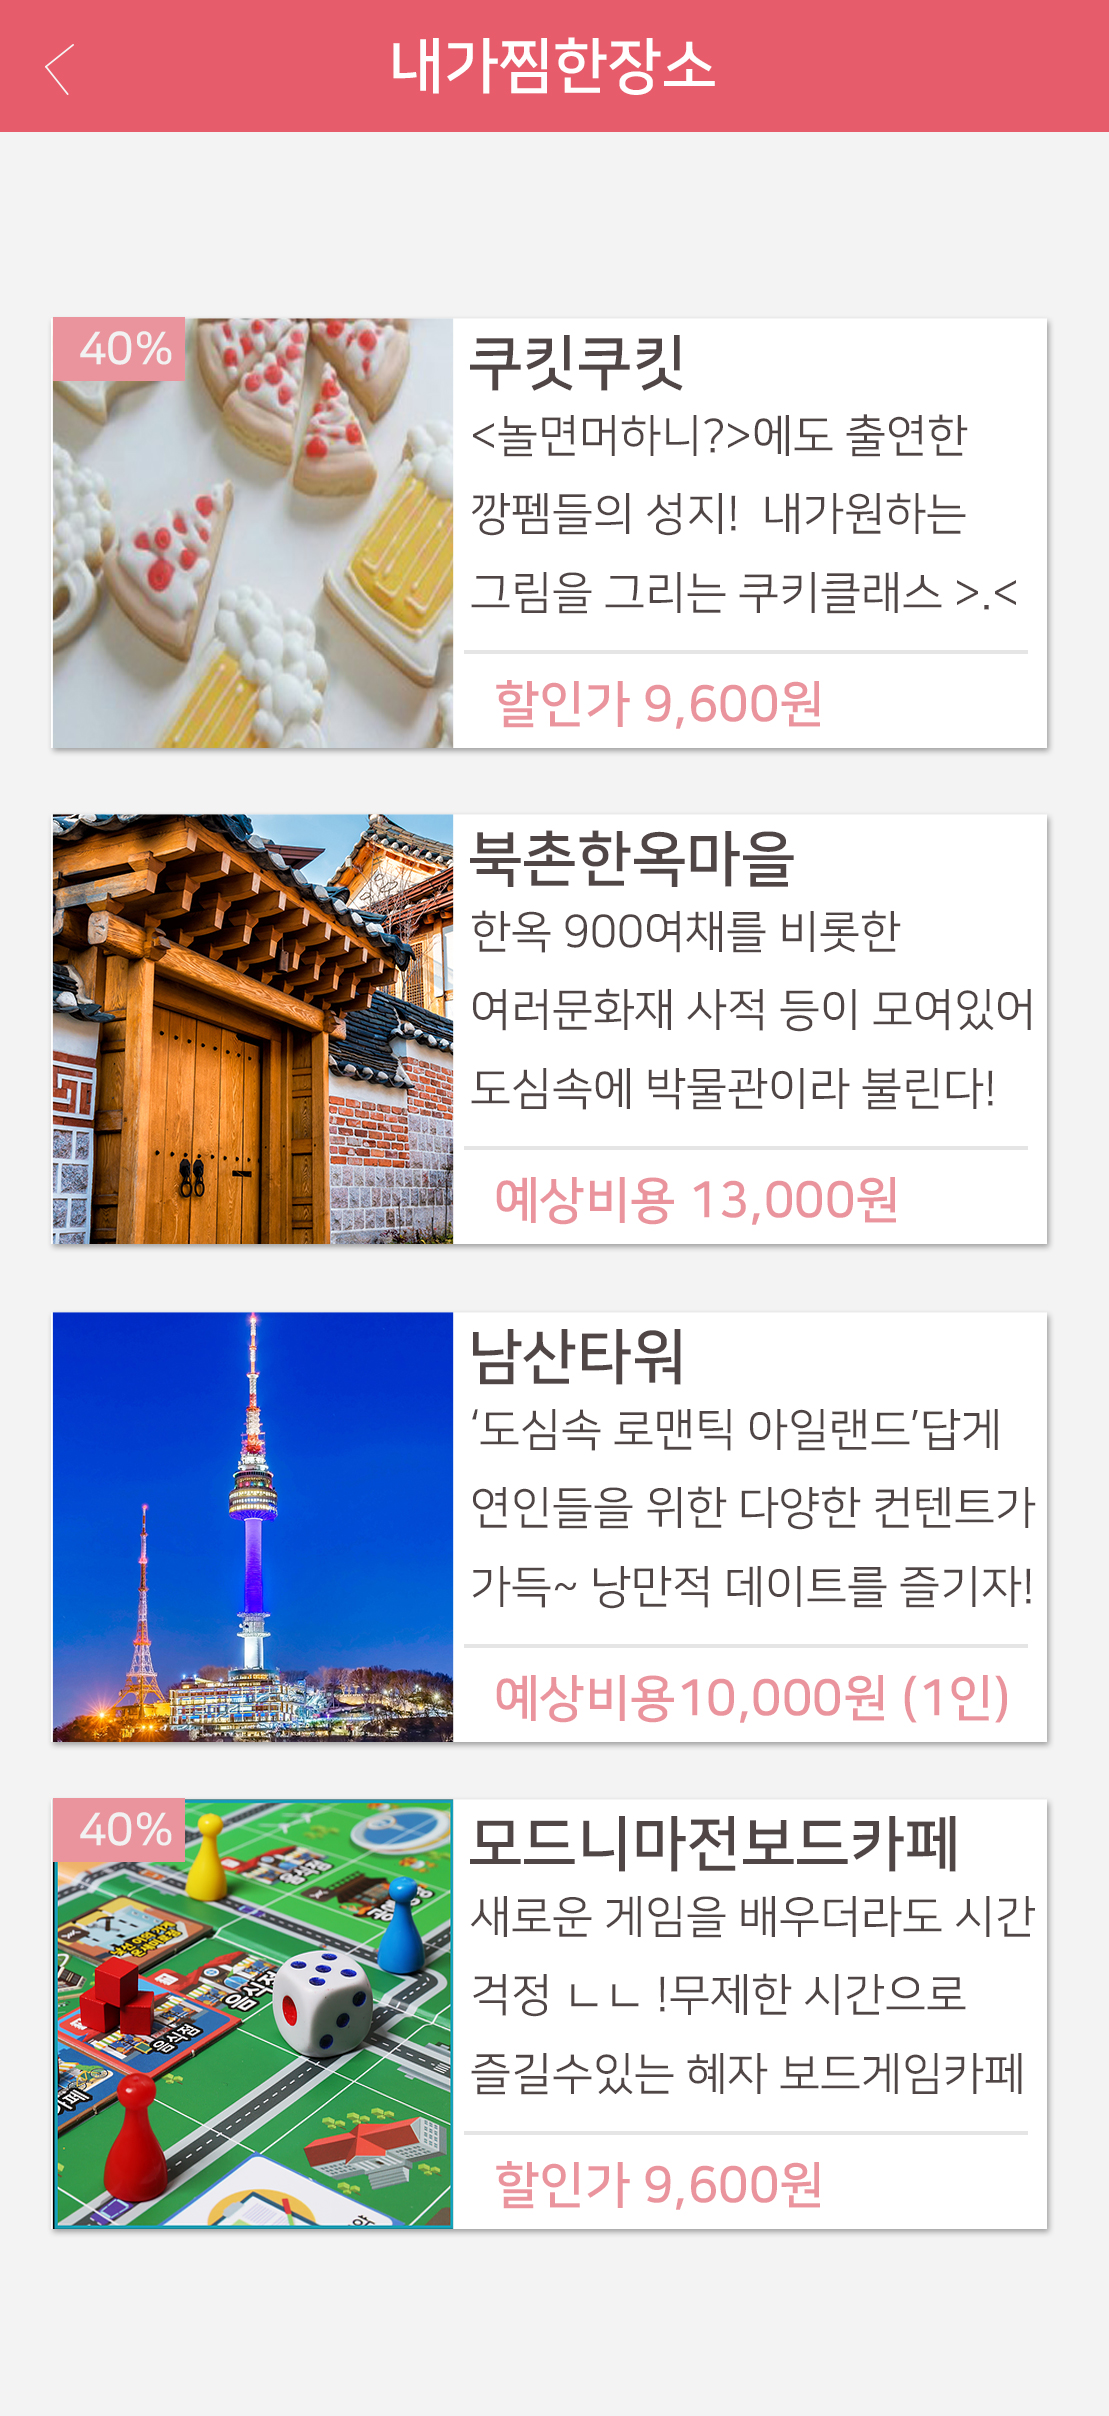 내가찜한장소
40%
쿠킷쿠킷
<놀면머하니?>에도 출연한
깡펨들의 성지! 내가원하는
그림을 그리는 쿠키클래스 >.<
할인가 9,600원
북촌한옥마을
한옥 900여채를 비롯한
여러문화재 사적 등이 모여있어
도심속에 박물관이라 불린다!
예상비용 13,000원
남산타워
‘도심속 로맨틱 아일랜드’답게
연인들을 위한 다양한 컨텐트가
가득~ 낭만적 데이트를 즐기자!
예상비용10,000원 (1인)
40%
음식점
음식점
음식점
카페
모드니마전보드카페
새로운 게임을 배우더라도 시간
걱정 ㄴㄴ !무제한 시간으로
즐길수있는 혜자 보드게임카페
할인가 9,600원